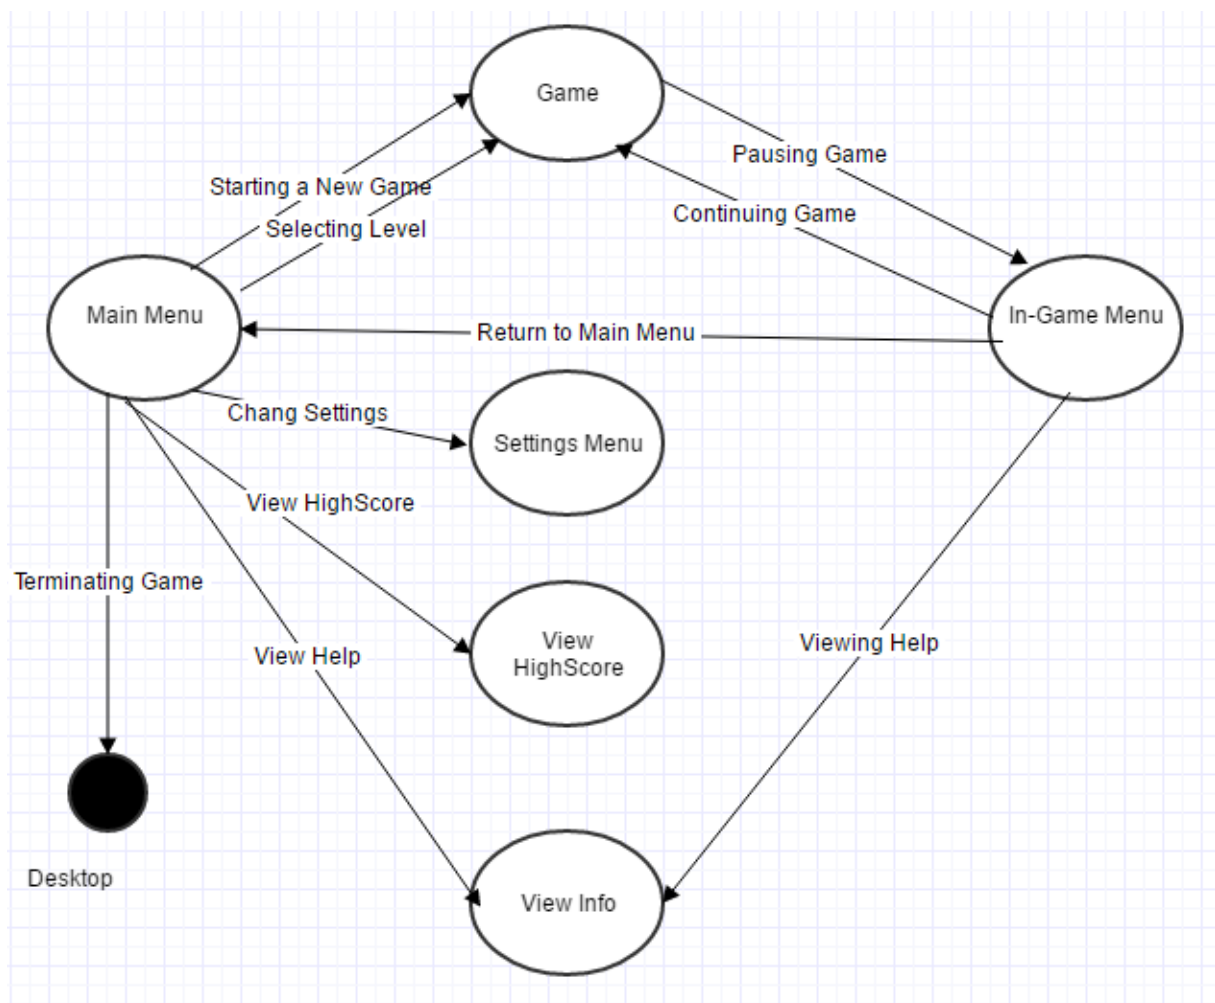 Game
Pausing Game
Starting a New Game
Continuing Game
Selecting Level
Main Menu
In-Game Menu
Return to Main Menu
Chang Settings
Settings Menu
View HighScore
Terminating Game
View
HighScore
Viewing Help
View Help
Desktop
View Info